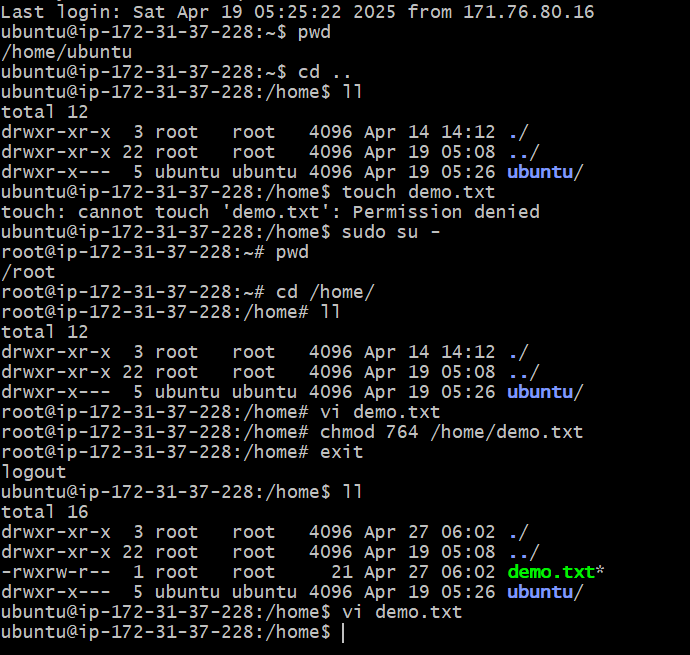 Last login: Sat Apr 19 05:25:22 2025 from 171.76.80.16
ubuntu@ip-172-31-37-228:~$ pwd
/home/ubuntu
ubuntu@ip-172-31-37-228:~$ cd ..
ubuntu@ip-172-31-37-228:/home$ ll
total 12
drwxr-xr-x  3 root   root   4096 Apr 14 14:12 ./
drwxr-xr-x 22 root   root   4096 Apr 19 05:08 ../
drwxr-x---  5 ubuntu ubuntu 4096 Apr 19 05:26 ubuntu/
ubuntu@ip-172-31-37-228:/home$ touch demo.txt
touch: cannot touch 'demo.txt': Permission denied
ubuntu@ip-172-31-37-228:/home$ sudo su -
root@ip-172-31-37-228:~# pwd
/root
root@ip-172-31-37-228:~# cd /home/
root@ip-172-31-37-228:/home# ll
total 12
drwxr-xr-x  3 root   root   4096 Apr 14 14:12 ./
drwxr-xr-x 22 root   root   4096 Apr 19 05:08 ../
drwxr-x---  5 ubuntu ubuntu 4096 Apr 19 05:26 ubuntu/
root@ip-172-31-37-228:/home# vi demo.txt
root@ip-172-31-37-228:/home# chmod 764 /home/demo.txt
root@ip-172-31-37-228:/home# exit
logout
ubuntu@ip-172-31-37-228:/home$ ll
total 16
drwxr-xr-x  3 root   root   4096 Apr 27 06:02 ./
drwxr-xr-x 22 root   root   4096 Apr 19 05:08 ../
-rwxrw-r--  1 root   root     21 Apr 27 06:02 demo.txt*
drwxr-x---  5 ubuntu ubuntu 4096 Apr 19 05:26 ubuntu/
ubuntu@ip-172-31-37-228:/home$ vi demo.txt
ubuntu@ip-172-31-37-228:/home$